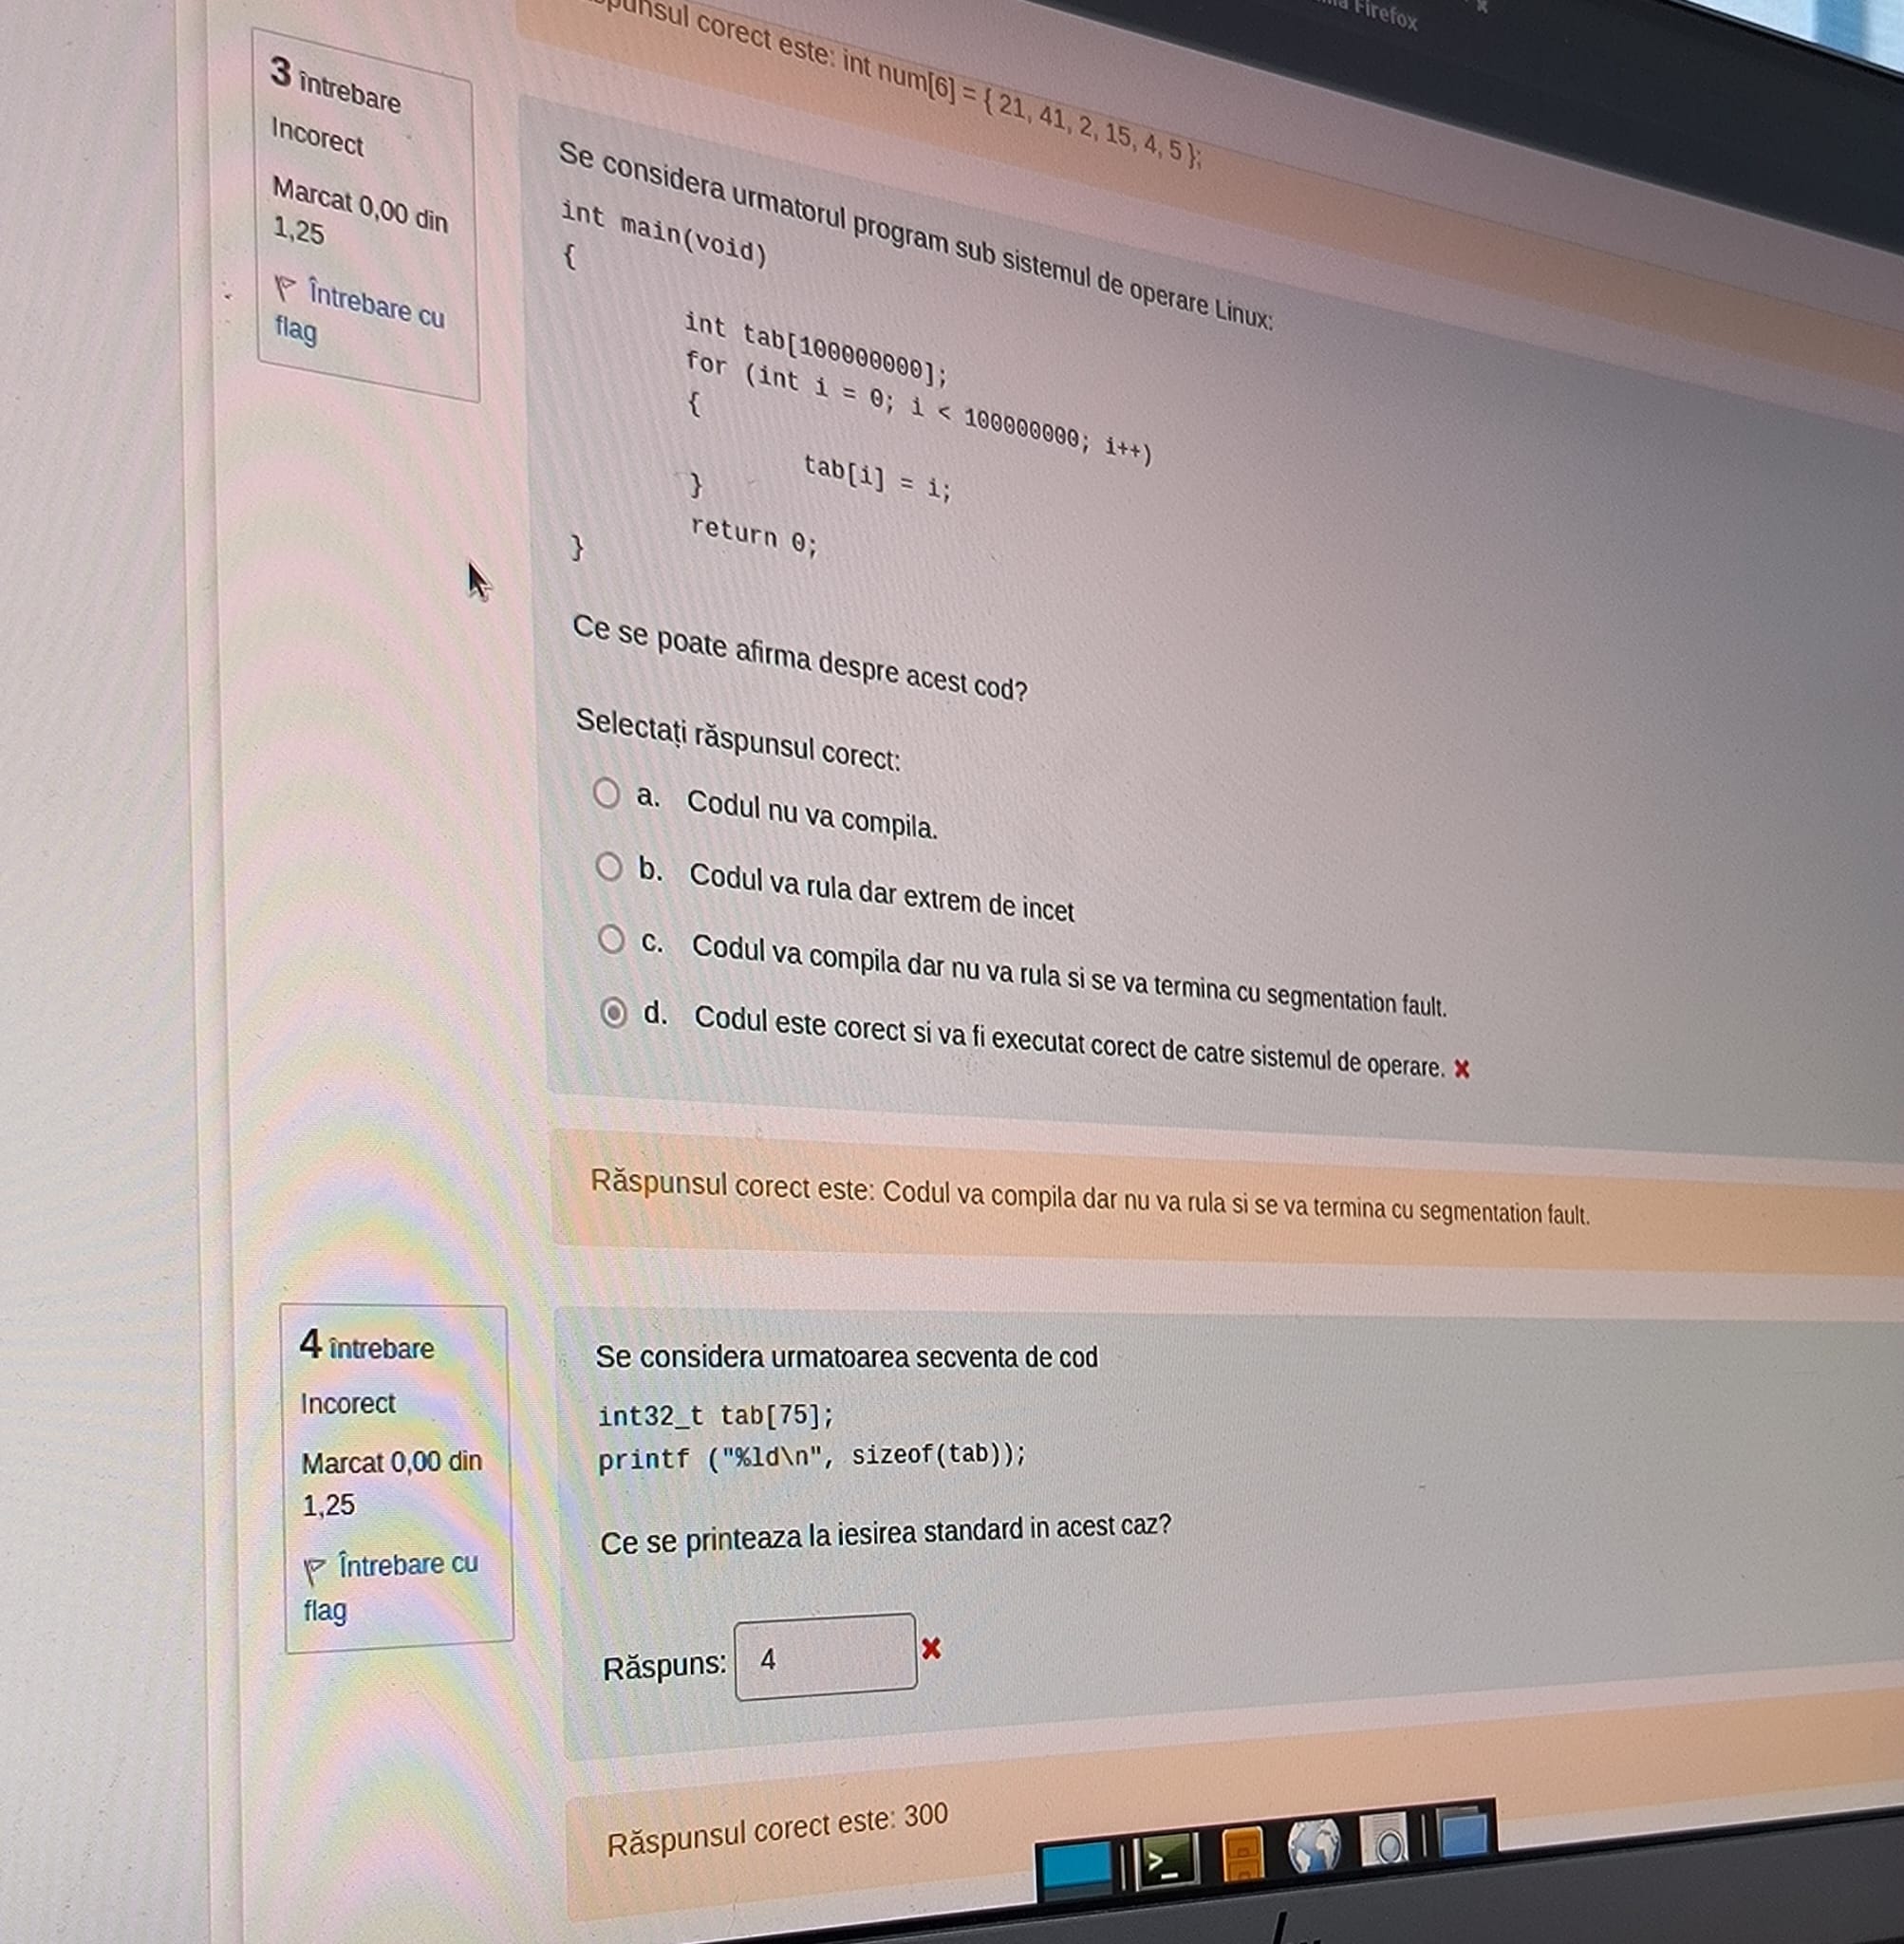 corect este: int num[6] = { 21, 41, 2, 15, 4, 5 };
Firefox
3 întrebare
Incorect
Marcat 0,00 din
1,25
Întrebare cu
flag
Se considera urmatorul program sub sistemul de operare Linux:
int main(void)
{
int tab[100000000];
for (int i = 0; i < 100000000; i++)
{
tab[i] = i;
}
return 0;
}
Ce se poate afirma despre acest cod?
Selectați răspunsul corect:
a. Codul nu va compila.
b. Codul va rula dar extrem de incet
c. Codul va compila dar nu va rula si se va termina cu segmentation fault.
d. Codul este corect si va fi executat corect de catre sistemul de operare.
Răspunsul corect este: Codul va compila dar nu va rula si se va termina cu segmentation fault.
4 întrebare
Incorect
Marcat 0,00 din
1,25
Întrebare cu
flag
Se considera urmatoarea secventa de cod
int32_t tab[75];
printf ("%ld\n", sizeof(tab));
Ce se printeaza la iesirea standard in acest caz?
Răspuns: 4
Răspunsul corect este: 300